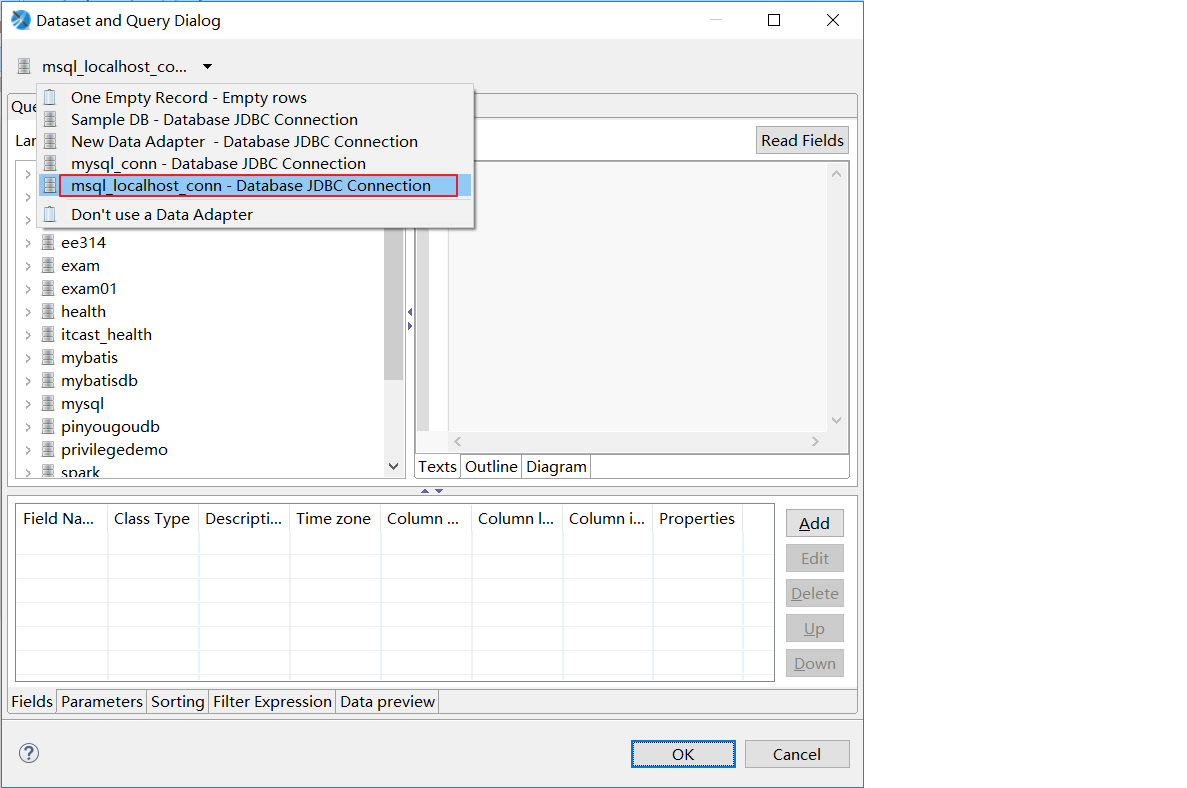 Dataset and Query Dialog
msql_localhost_co...
One Empty Record - Empty rows
Sample DB - Database JDBC Connection
New Data Adapter  - Database JDBC Connection
mysql_conn - Database JDBC Connection
msql_localhost_conn - Database JDBC Connection
Don't use a Data Adapter
Read Fields
ee314
exam
exam01
health
itcast_health
mybatis
mybatisdb
mysql
pinyougoudb
privilegedemo
spark
Texts Outline Diagram
Field Na... Class Type Descripti... Time zone Column ... Column l... Column i... Properties
Add
Edit
Delete
Up
Down
Fields Parameters Sorting Filter Expression Data preview
OK Cancel